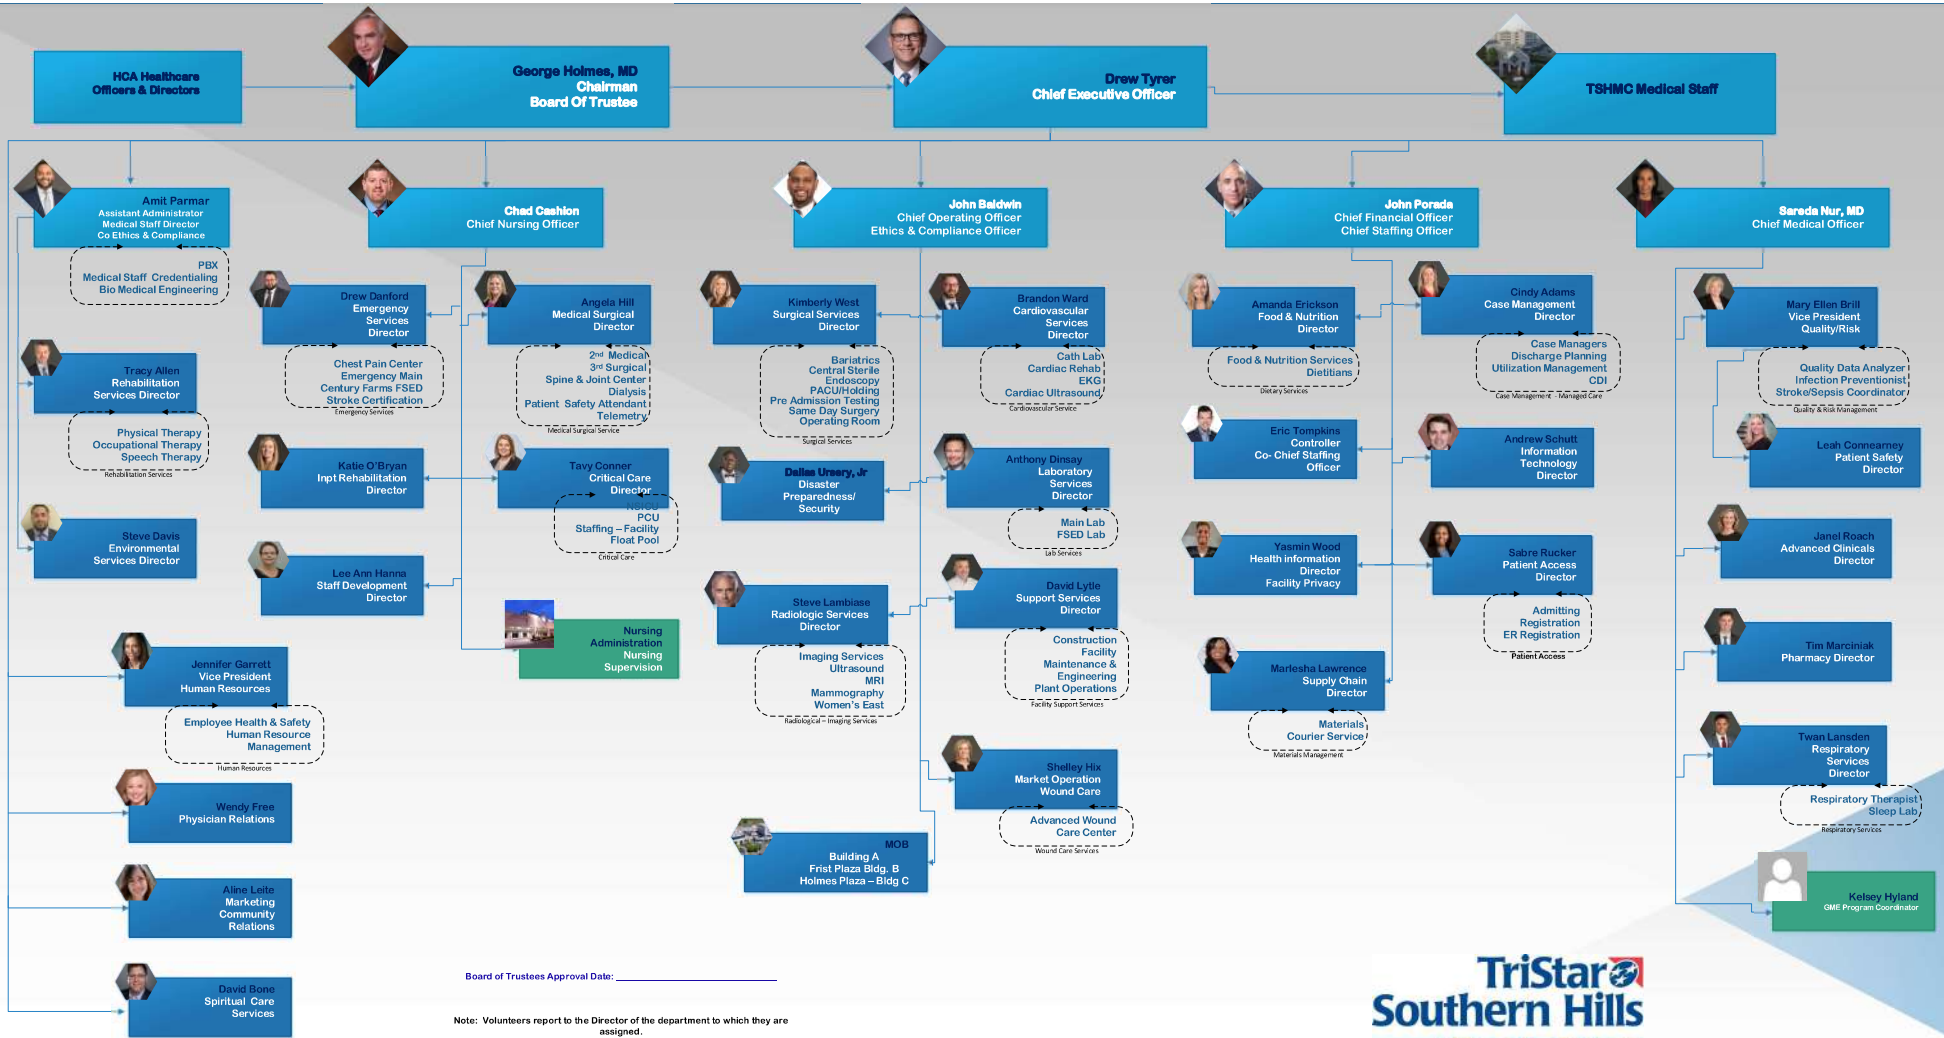 HCA Healthcare
Officers & Directors
George Holmes, MD
Chairman
Board Of Trustee
Drew Tyrer
Chief Executive Officer
TSHMC Medical Staff
Amit Parmar
Assistant Administrator
Medical Staff Director
Co Ethics & Compliance
PBX
Medical Staff Credentialing
Bio Medical Engineering
Tracy Allen
Rehabilitation
Services Director
Physical Therapy
Occupational Therapy
Speech Therapy
Rehabilitation Services
Steve Davis
Environmental
Services Director
Jennifer Garrett
Vice President
Human Resources
Employee Health & Safety
Human Resource
Management
Human Resources
Wendy Free
Physician Relations
Aline Leite
Marketing
Community
Relations
David Bone
Spiritual Care
Services
Chad Cashion
Chief Nursing Officer
Drew Danford
Emergency
Services
Director
Chest Pain Center
Emergency Main
Century Farms FSED
Stroke Certification
Emergency Services
Angela Hill
Medical Surgical
Director
2nd Medical
3rd Surgical
Spine & Joint Center
Dialysis
Patient Safety Attendant
Telemetry
Medical Surgical Service
Katie O'Bryan
Inpt Rehabilitation
Director
Tavy Conner
Critical Care
Director
NSICU
PCU
Staffing – Facility
Float Pool
Critical Care
Lee Ann Hanna
Staff Development
Director
Nursing
Administration
Nursing
Supervision
John Baldwin
Chief Operating Officer
Ethics & Compliance Officer
Kimberly West
Surgical Services
Director
Bariatrics
Central Sterile
Endoscopy
PACU/Holding
Pre Admission Testing
Same Day Surgery
Operating Room
Surgical Services
Brandon Ward
Cardiovascular
Services
Director
Cath Lab
Cardiac Rehab
EKG
Cardiac Ultrasound
Cardiovascular Service
Dallas Ursery, Jr
Disaster
Preparedness/
Security
Anthony Dinsay
Laboratory
Services
Director
Main Lab
FSED Lab
Lab Services
Steve Lambiase
Radiologic Services
Director
Imaging Services
Ultrasound
MRI
Mammography
Women's East
Radiological – Imaging Services
David Lytle
Support Services
Director
Construction
Facility
Maintenance &
Engineering
Plant Operations
Facility Support Services
Shelley Hix
Market Operation
Wound Care
Advanced Wound
Care Center
Wound Care Services
MOB
Building A
Frist Plaza Bldg. B
Holmes Plaza – Bldg C
John Porada
Chief Financial Officer
Chief Staffing Officer
Amanda Erickson
Food & Nutrition
Director
Food & Nutrition Services
Dietitians
Dietary Services
Cindy Adams
Case Management
Director
Case Managers
Discharge Planning
Utilization Management
CDI
Case Management - Managed Care
Eric Tompkins
Controller
Co- Chief Staffing
Officer
Andrew Schutt
Information
Technology
Director
Yasmin Wood
Health information
Director
Facility Privacy
Sabre Rucker
Patient Access
Director
Admitting
Registration
ER Registration
Patient Access
Marlesha Lawrence
Supply Chain
Director
Materials
Courier Service
Materials Management
Sareda Nur, MD
Chief Medical Officer
Mary Ellen Brill
Vice President
Quality/Risk
Quality Data Analyzer
Infection Preventionist
Stroke/Sepsis Coordinator
Quality & Risk Management
Leah Connearney
Patient Safety
Director
Janel Roach
Advanced Clinicals
Director
Tim Marciniak
Pharmacy Director
Twan Lansden
Respiratory
Services
Director
Respiratory Therapist
Sleep Lab
Respiratory Services
Kelsey Hyland
GME Program Coordinator
Board of Trustees Approval Date:
Note: Volunteers report to the Director of the department to which they are
assigned.
TriStar
Southern Hills